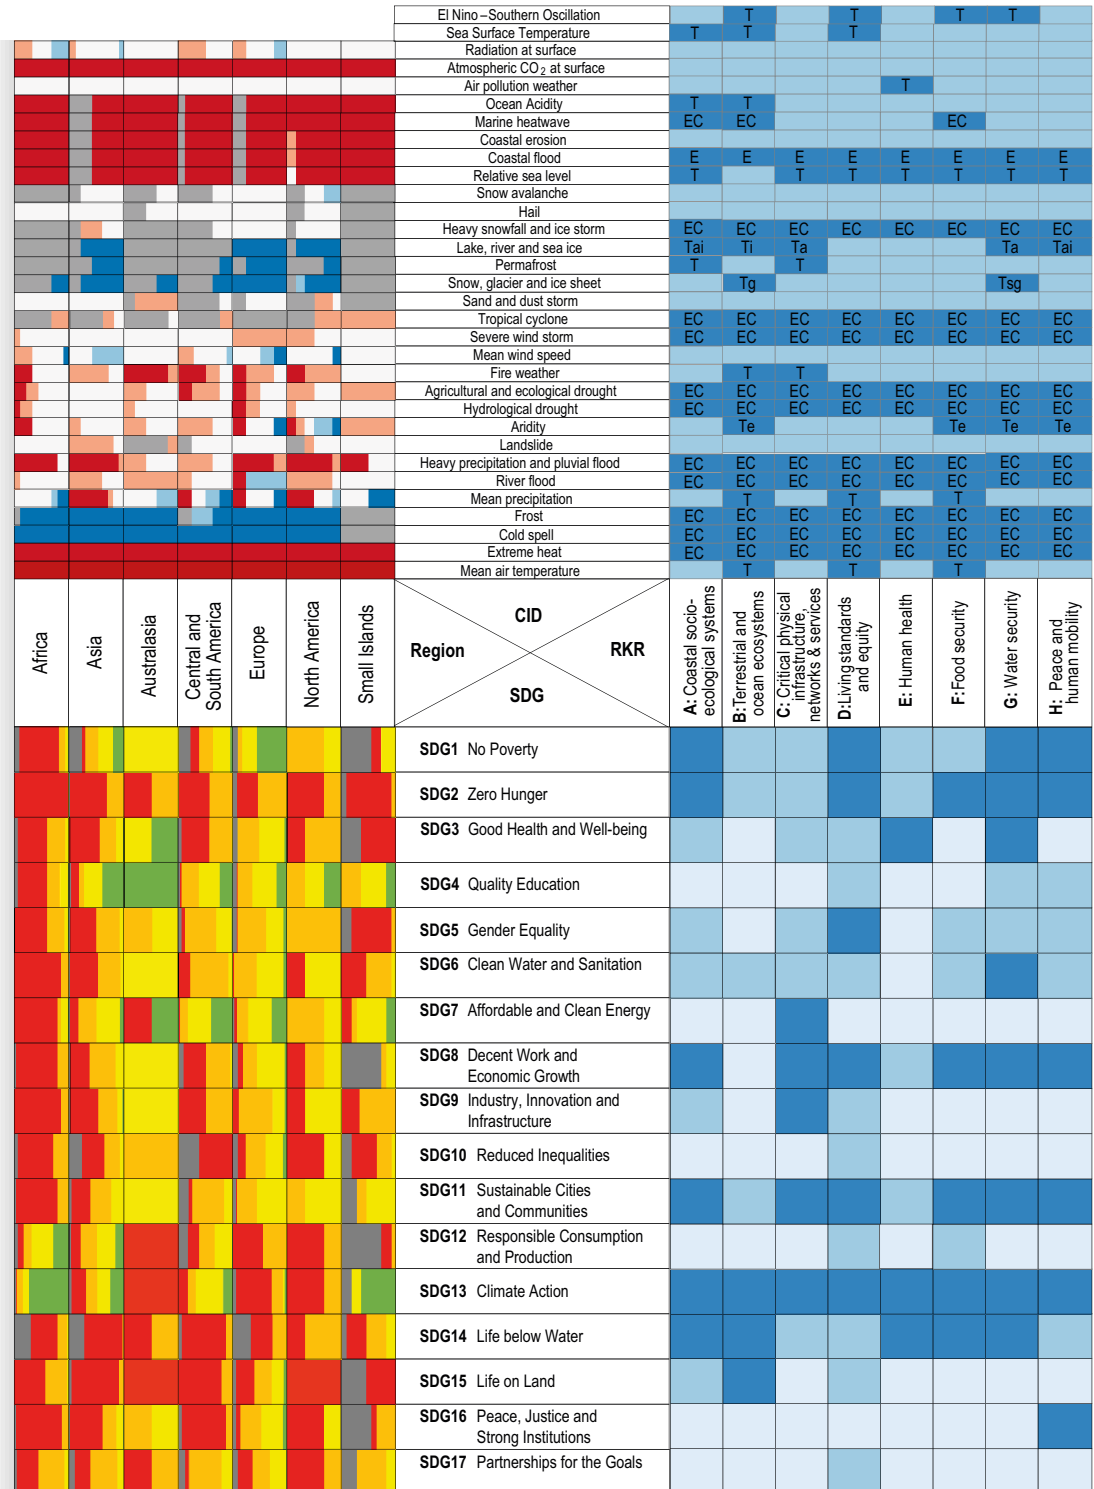 El Nino–Southern Oscillation T T T T
Sea Surface Temperature T T T
Radiation at surface
Atmospheric CO2 at surface
Air pollution weather T
Ocean Acidity T T
Marine heatwave EC EC EC
Coastal erosion
Coastal flood E E E E E E E E
Relative sea level T T T T T T T
Snow avalanche
Hail
Heavy snowfall and ice storm EC EC EC EC EC EC EC EC
Lake, river and sea ice Tai Ti Ta Ta Tai
Permafrost T T
Snow, glacier and ice sheet Tg Tsg
Sand and dust storm
Tropical cyclone EC EC EC EC EC EC EC EC
Severe wind storm EC EC EC EC EC EC EC EC
Mean wind speed
Fire weather T T
Agricultural and ecological drought EC EC EC EC EC EC EC EC
Hydrological drought EC EC EC EC EC EC EC EC
Aridity Te Te Te Te
Landslide
Heavy precipitation and pluvial flood EC EC EC EC EC EC EC EC
River flood EC EC EC EC EC EC EC EC
Mean precipitation T T T
Frost EC EC EC EC EC EC EC EC
Cold spell EC EC EC EC EC EC EC EC
Extreme heat EC EC EC EC EC EC EC EC
Mean air temperature T T T
Africa
Asia
Australasia
Central and
South America
Europe
North America
Small Islands
CID
Region
RKR
SDG
A: Coastal socio-
ecological systems
B:Terrestrial and
ocean ecosystems
C: Critical physical
infrastructure,
networks & services
D:Livingstandards
and equity
E: Human health
F:Food security
G: Water security
H: Peace and
human mobility
SDG1 No Poverty
SDG2 Zero Hunger
SDG3 Good Health and Well-being
SDG4 Quality Education
SDG5 Gender Equality
SDG6 Clean Water and Sanitation
SDG7 Affordable and Clean Energy
SDG8 Decent Work and
Economic Growth
SDG9 Industry, Innovation and
Infrastructure
SDG10 Reduced Inequalities
SDG11 Sustainable Cities
and Communities
SDG12 Responsible Consumption
and Production
SDG13 Climate Action
SDG14 Life below Water
SDG15 Life on Land
SDG16 Peace, Justice and
Strong Institutions
SDG17 Partnerships for the Goals